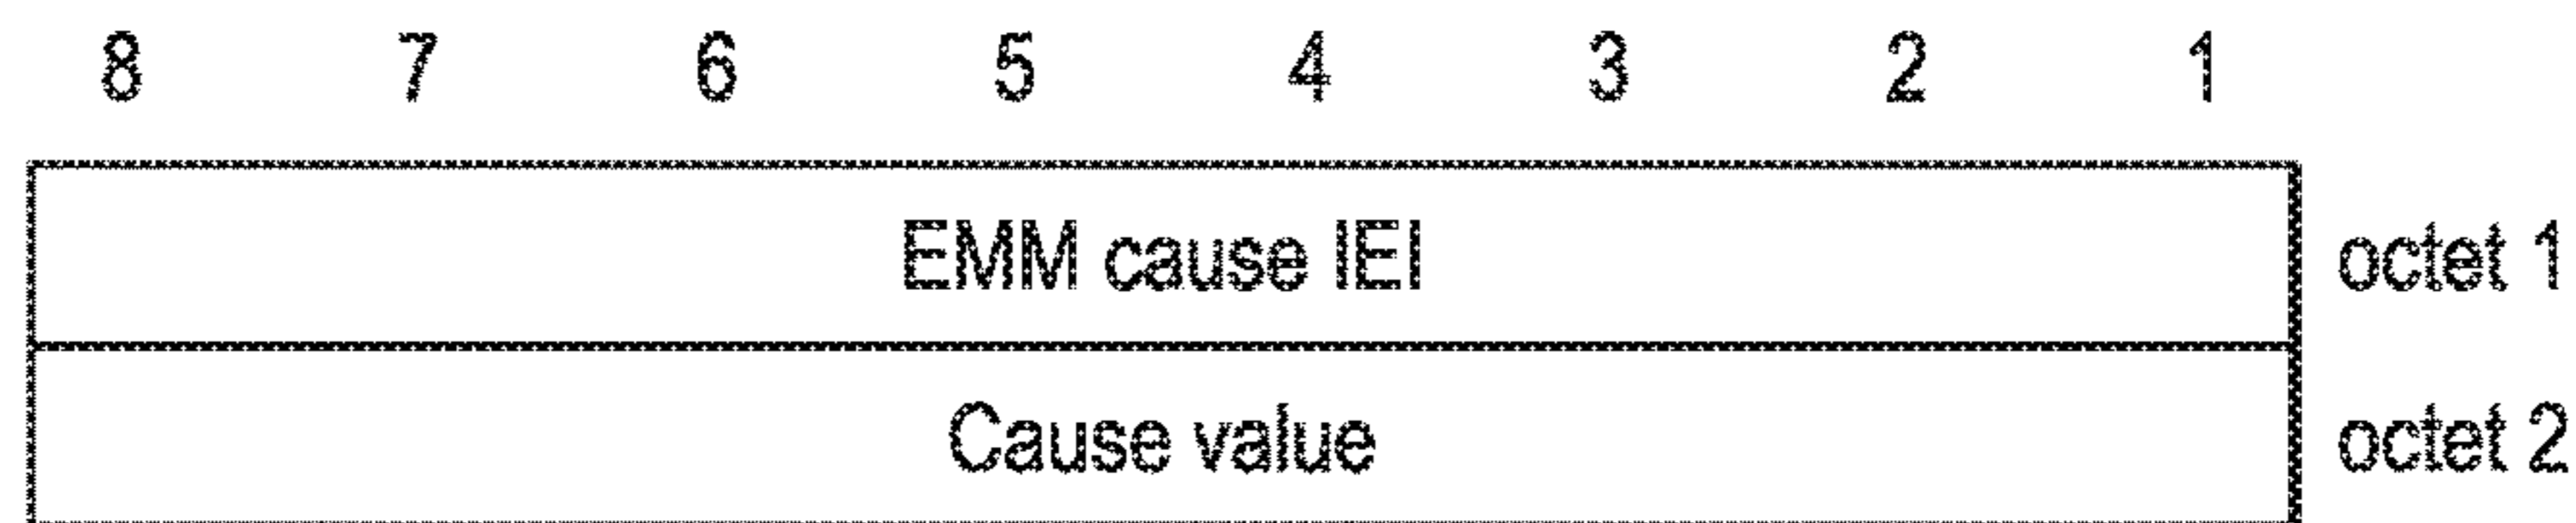 8 7 6 5 4 3 2 1
EMM cause IEI octet 1
Cause value octet 2